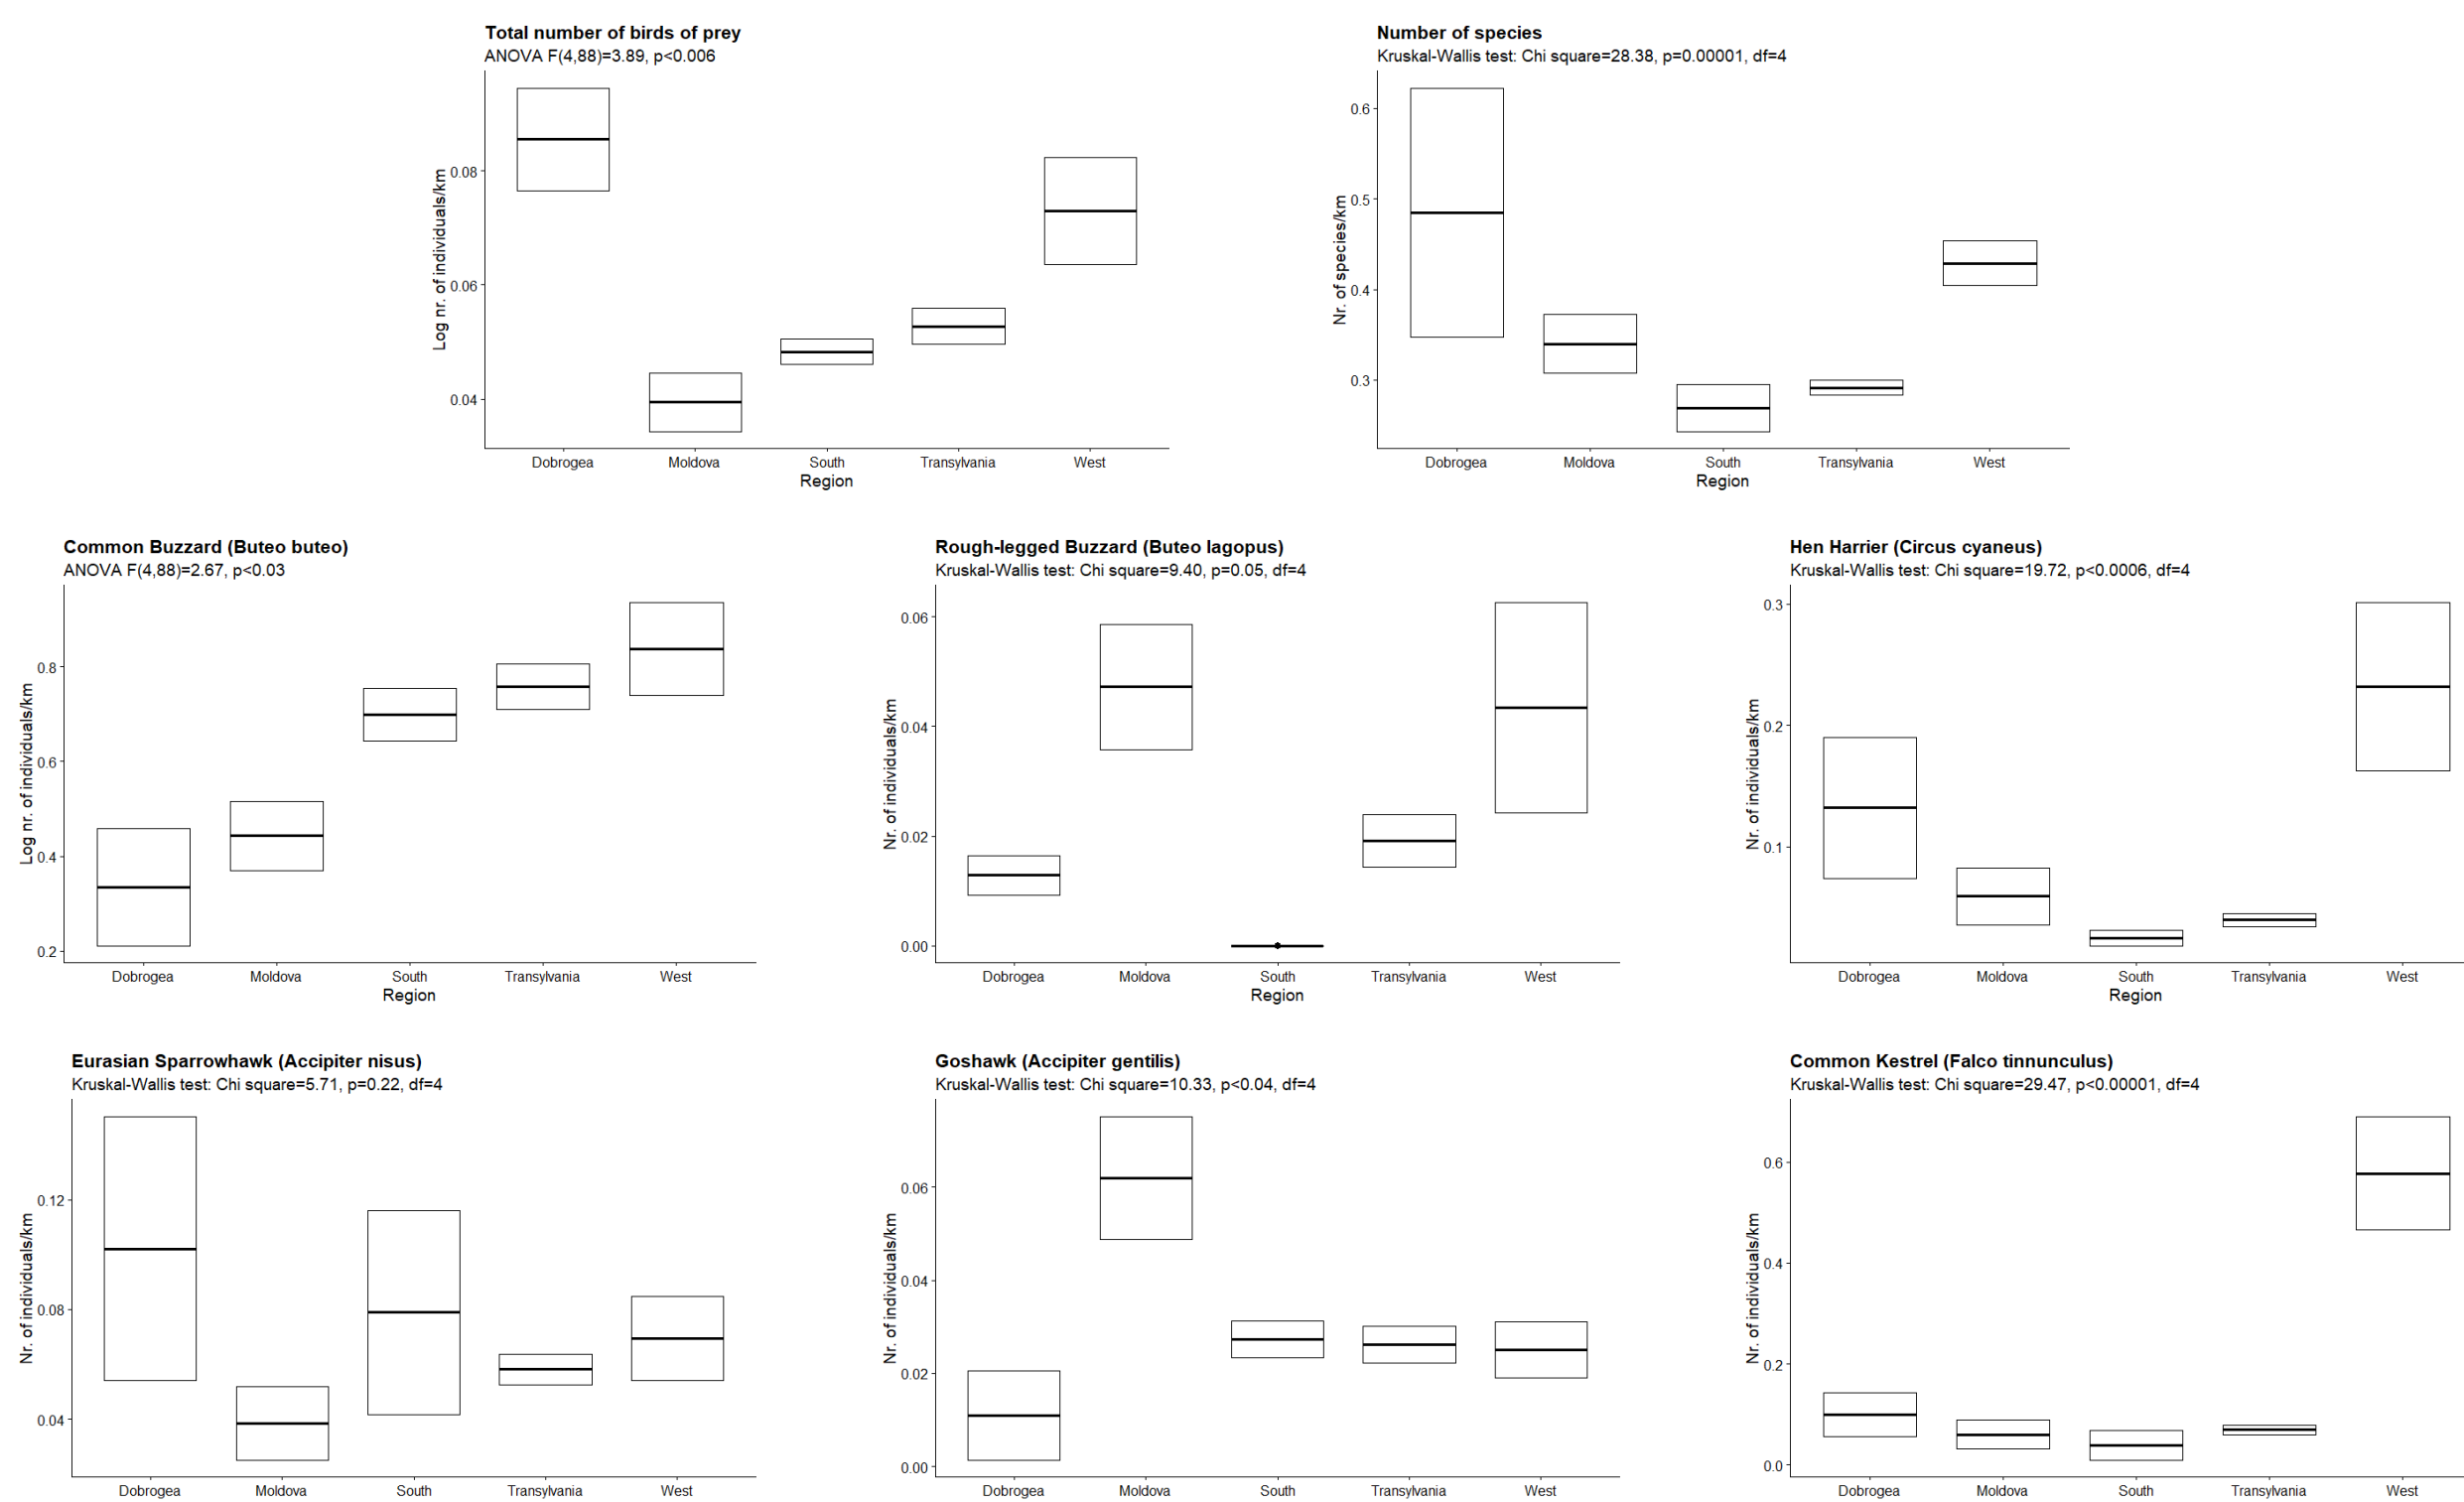 Total number of birds of prey
ANOVA F(4,88)=3.89, p<0.006
Log nr. of individuals/km
0.08
0.06
0.04
Dobrogea Moldova South Transylvania West
Region
Number of species
Kruskal-Wallis test: Chi square=28.38, p=0.00001, df=4
Nr. of species/km
0.6
0.5
0.4
0.3
Dobrogea Moldova South Transylvania West
Region
Common Buzzard (Buteo buteo)
ANOVA F(4,88)=2.67, p<0.03
Log nr. of individuals/km
0.8
0.6
0.4
0.2
Dobrogea Moldova South Transylvania West
Region
Rough-legged Buzzard (Buteo lagopus)
Kruskal-Wallis test: Chi square=9.40, p=0.05, df=4
Nr. of individuals/km
0.06
0.04
0.02
0.00
Dobrogea Moldova South Transylvania West
Region
Hen Harrier (Circus cyaneus)
Kruskal-Wallis test: Chi square=19.72, p<0.0006, df=4
Nr. of individuals/km
0.3
0.2
0.1
Dobrogea Moldova South Transylvania West
Region
Eurasian Sparrowhawk (Accipiter nisus)
Kruskal-Wallis test: Chi square=5.71, p=0.22, df=4
Nr. of individuals/km
0.12
0.08
0.04
Dobrogea Moldova South Transylvania West
Goshawk (Accipiter gentilis)
Kruskal-Wallis test: Chi square=10.33, p<0.04, df=4
Nr. of individuals/km
0.06
0.04
0.02
0.00
Dobrogea Moldova South Transylvania West
Common Kestrel (Falco tinnunculus)
Kruskal-Wallis test: Chi square=29.47, p<0.00001, df=4
Nr. of individuals/km
0.6
0.4
0.2
0.0
Dobrogea Moldova South Transylvania West